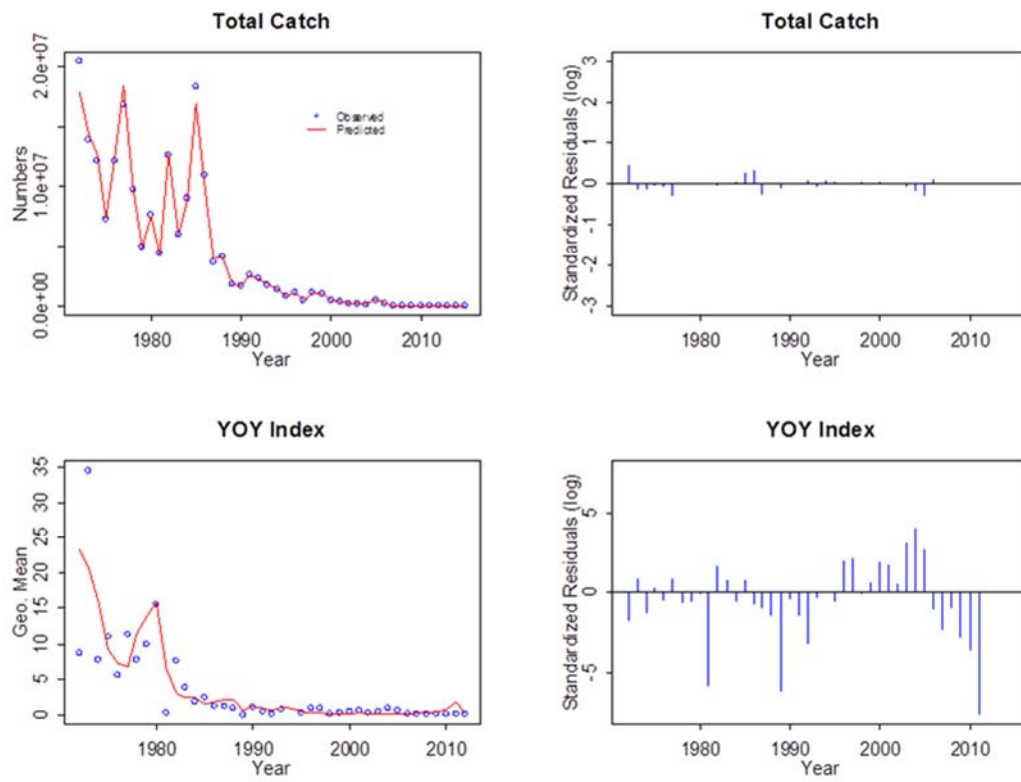 Total Catch
Numbers
0.0e+00 1.0e+07 2.0e+07
Observed
Predicted
1980 1990 2000 2010
Year
Total Catch
Standardized Residuals (log)
-3 -2 -1 0 1 2 3
1980 1990 2000 2010
Year
YOY Index
Geo. Mean
0 5 10 15 20 25 30 35
1980 1990 2000 2010
Year
YOY Index
Standardized Residuals (log)
-5 0 5
1980 1990 2000 2010
Year